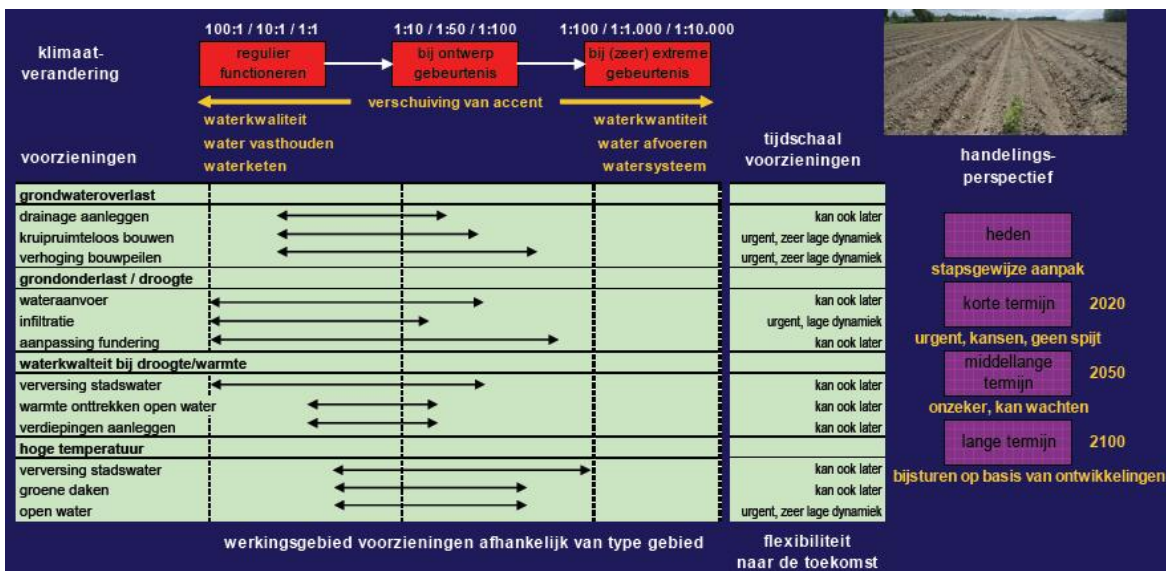 100:1 / 10:1 / 1:1
1:10 / 1:50 / 1:100
1:100 / 1:1.000 / 1:10.000
klimaat-
verandering
regulier
functioneren
bij ontwerp
gebeurtenis
bij (zeer) extreme
gebeurtenis
verschuiving van accent
waterkwaliteit
water vasthouden
waterketen
waterkwantiteit
water afvoeren
watersysteem
voorzieningen
tijdschaal
voorzieningen
handelings-
perspectief
grondwateroverlast
drainage aanleggen kan ook later
kruipruimteloos bouwen urgent, zeer lage dynamiek
verhoging bouwpeilen urgent, zeer lage dynamiek
grondonderlast / droogte
wateraanvoer kan ook later
infiltratie urgent, lage dynamiek
aanpassing fundering kan ook later
waterkwalteit bij droogte/warmte
verversing stadswater kan ook later
warmte onttrekken open water kan ook later
verdiepingen aanleggen kan ook later
hoge temperatuur
verversing stadswater kan ook later
groene daken kan ook later
open water urgent, zeer lage dynamiek
heden
stapsgewijze aanpak
korte termijn 2020
urgent, kansen, geen spijt
middellange
termijn 2050
onzeker, kan wachten
lange termijn 2100
bijsturen op basis van ontwikkelingen
werkingsgebied voorzieningen afhankelijk van type gebied
flexibiliteit
naar de toekomst